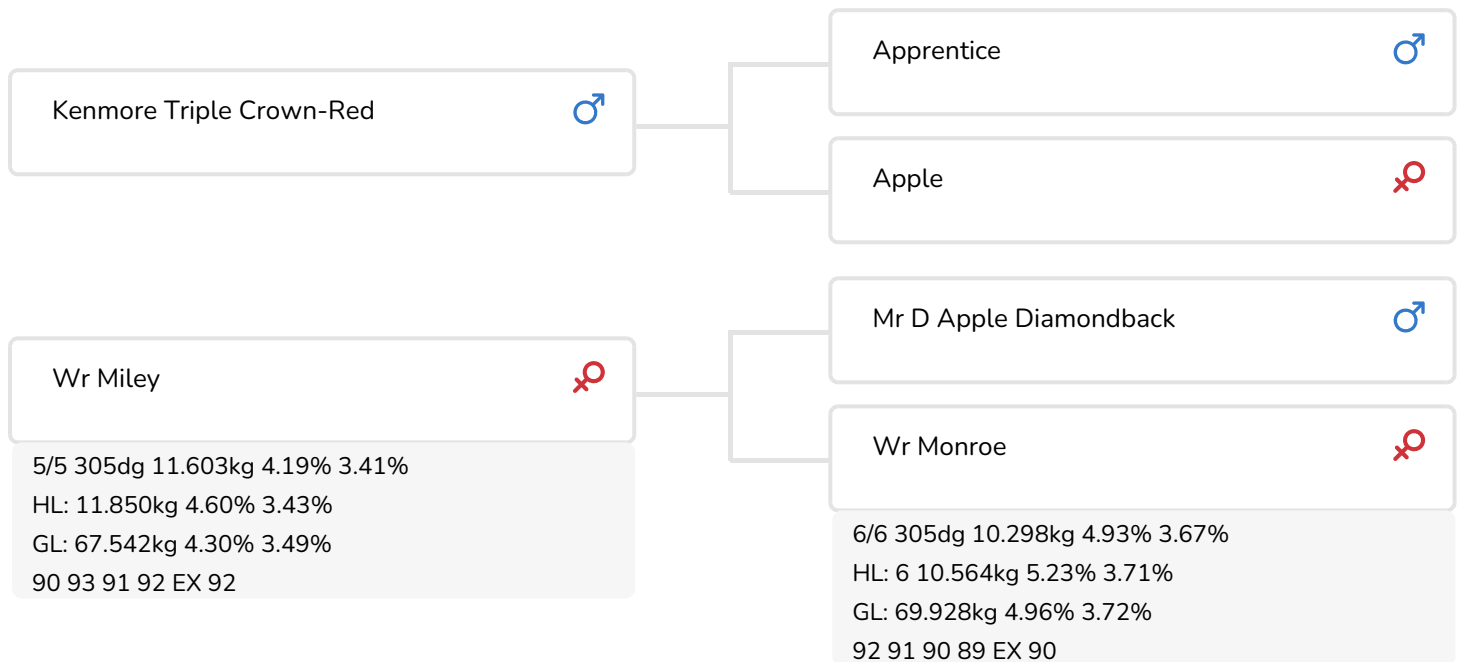 Kenmore Triple Crown-Red
Apprentice
Apple
Wr Miley
5/5 305dg 11.603kg 4.19% 3.41%
HL: 11.850kg 4.60% 3.43%
GL: 67.542kg 4.30% 3.49%
90 93 91 92 EX 92
Mr D Apple Diamondback
Wr Monroe
6/6 305dg 10.298kg 4.93% 3.67%
HL: 6 10.564kg 5.23% 3.71%
GL: 69.928kg 4.96% 3.72%
92 91 90 89 EX 90